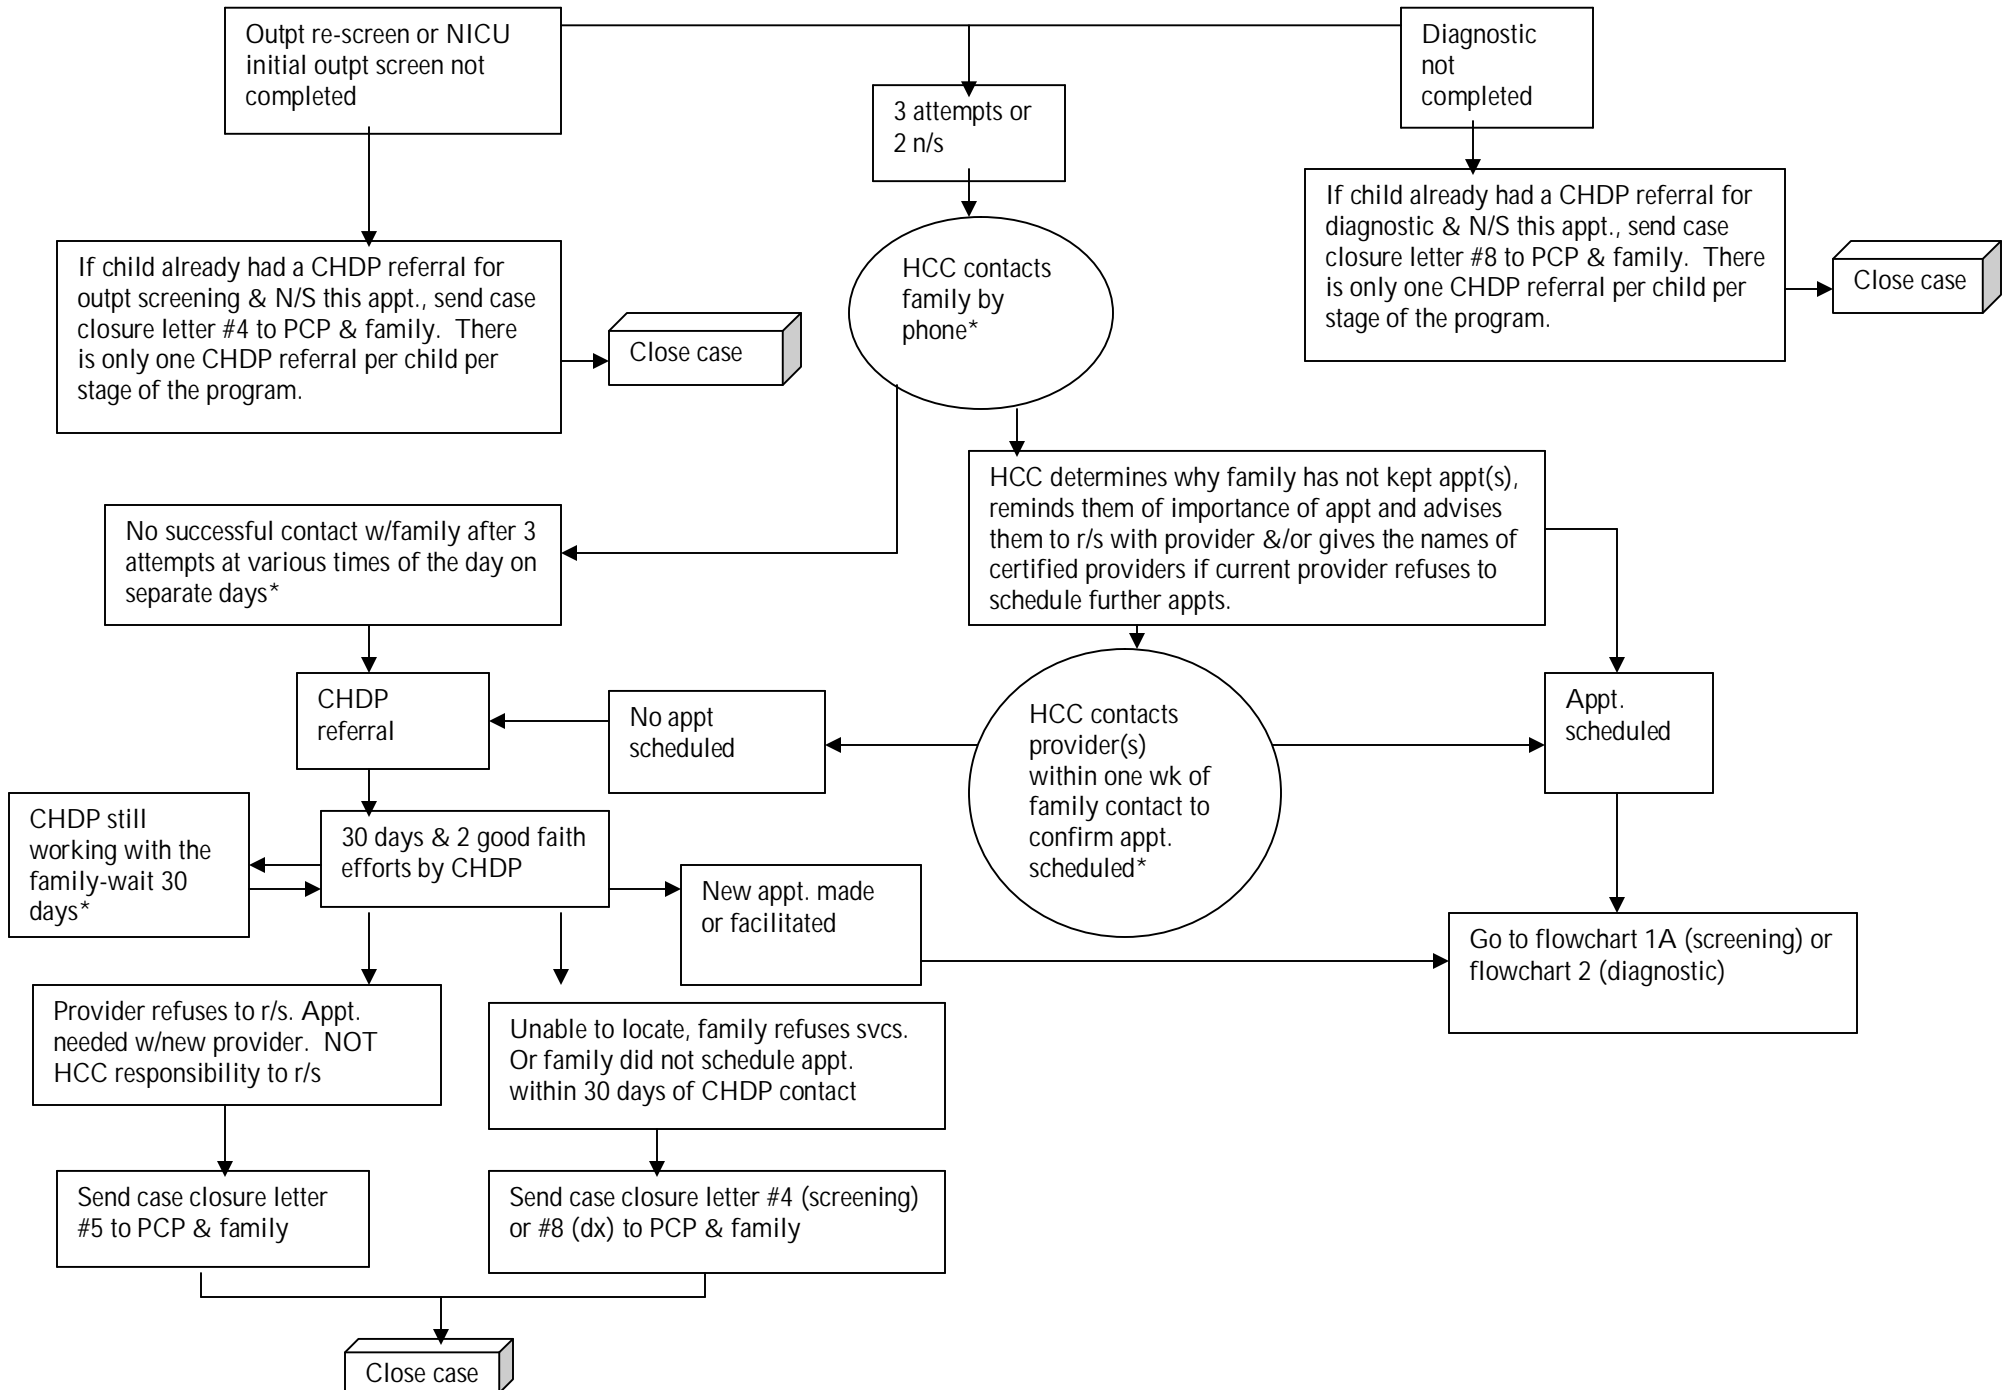 Outpt re-screen or NICU
initial outpt screen not
completed
Diagnostic
not
completed
3 attempts or
2 n/s
If child already had a CHDP referral for
outpt screening & N/S this appt., send case
closure letter #4 to PCP & family.  There
is only one CHDP referral per child per
stage of the program.
Close case
HCC contacts
family by
phone*
If child already had a CHDP referral for
diagnostic & N/S this appt., send case
closure letter #8 to PCP & family.  There
is only one CHDP referral per child per
stage of the program.
Close case
No successful contact w/family after 3
attempts at various times of the day on
separate days*
HCC determines why family has not kept appt(s),
reminds them of importance of appt and advises
them to r/s with provider &/or gives the names of
certified providers if current provider refuses to
schedule further appts.
CHDP
referral
No appt
scheduled
HCC contacts
provider(s)
within one wk of
family contact to
confirm appt.
scheduled*
Appt.
scheduled
CHDP still
working with the
family-wait 30
days*
30 days & 2 good faith
efforts by CHDP
New appt. made
or facilitated
Go to flowchart 1A (screening) or
flowchart 2 (diagnostic)
Provider refuses to r/s. Appt.
needed w/new provider.  NOT
HCC responsibility to r/s
Unable to locate, family refuses svcs.
Or family did not schedule appt.
within 30 days of CHDP contact
Send case closure letter
#5 to PCP & family
Send case closure letter #4 (screening)
or #8 (dx) to PCP & family
Close case